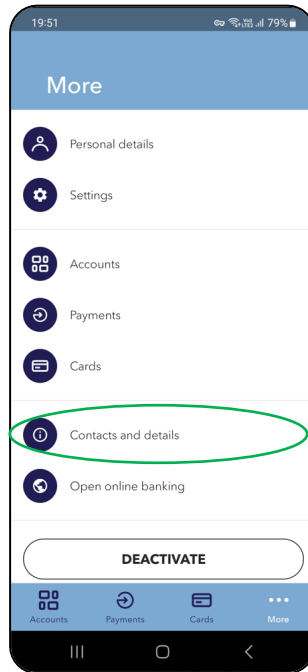 19:51 79%
More
Personal details
Settings
Accounts
Payments
Cards
Contacts and details
Open online banking
DEACTIVATE
Accounts Payments Cards More